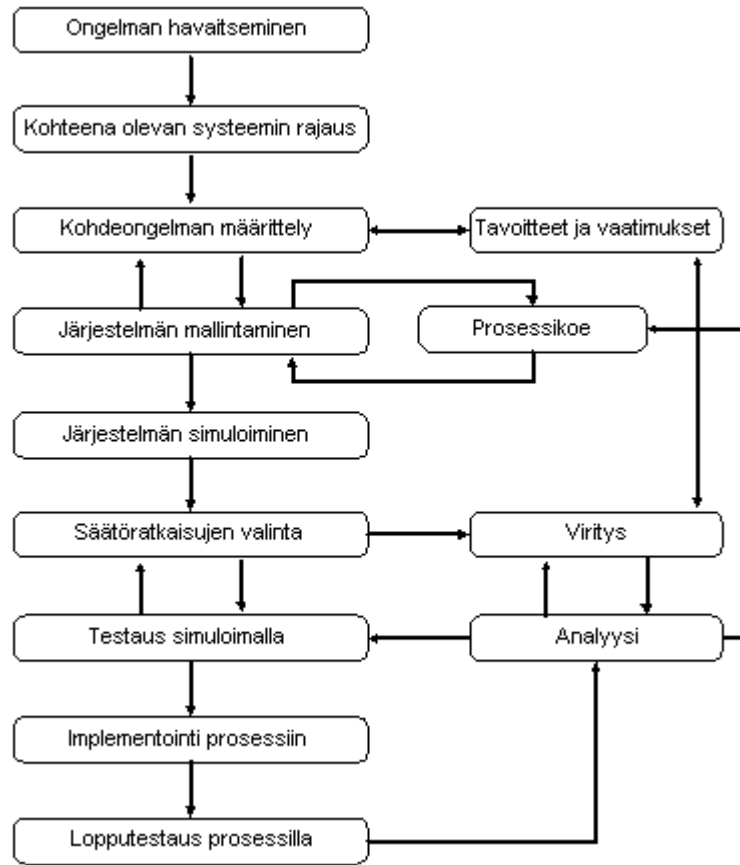 Ongelman havaitseminen
Kohteena olevan systeemin rajaus
Kohdeongelman määrittely
Tavoitteet ja vaatimukset
Järjestelmän mallintaminen
Prosessikoe
Järjestelmän simuloiminen
Säätöratkaisujen valinta
Viritys
Testaus simuloimalla
Analyysi
Implementointi prosessiin
Lopputestaus prosessilla